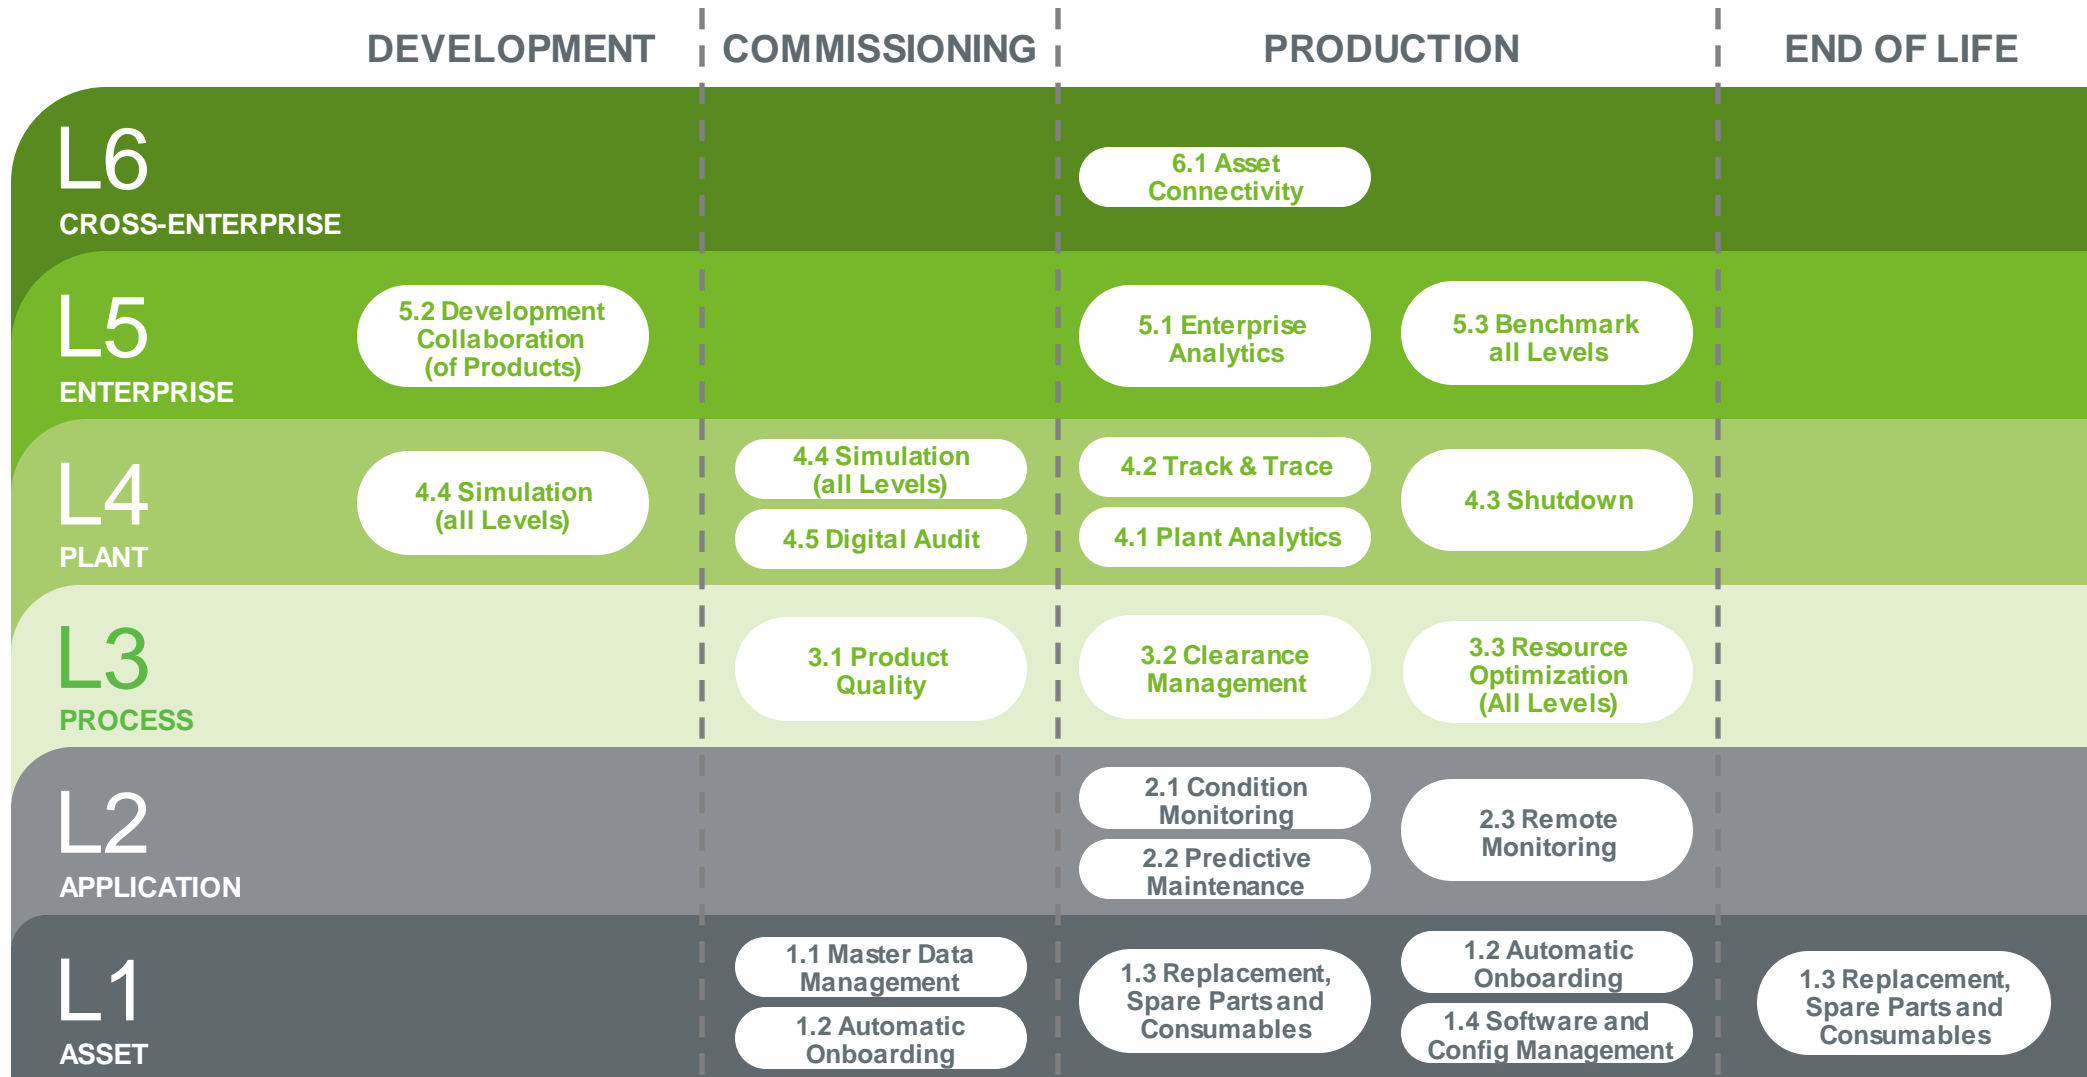 DEVELOPMENT
COMMISSIONING
PRODUCTION
END OF LIFE
L6
CROSS-ENTERPRISE
6.1 Asset
Connectivity
L5
ENTERPRISE
5.2 Development
Collaboration
(of Products)
5.1 Enterprise
Analytics
5.3 Benchmark
all Levels
L4
PLANT
4.4 Simulation
(all Levels)
4.4 Simulation
(all Levels)
4.5 Digital Audit
4.2 Track & Trace
4.1 Plant Analytics
4.3 Shutdown
L3
PROCESS
3.1 Product
Quality
3.2 Clearance
Management
3.3 Resource
Optimization
(All Levels)
L2
APPLICATION
2.1 Condition
Monitoring
2.2 Predictive
Maintenance
2.3 Remote
Monitoring
L1
ASSET
1.1 Master Data
Management
1.2 Automatic
Onboarding
1.3 Replacement,
Spare Parts and
Consumables
1.2 Automatic
Onboarding
1.4 Software and
Config Management
1.3 Replacement,
Spare Parts and
Consumables